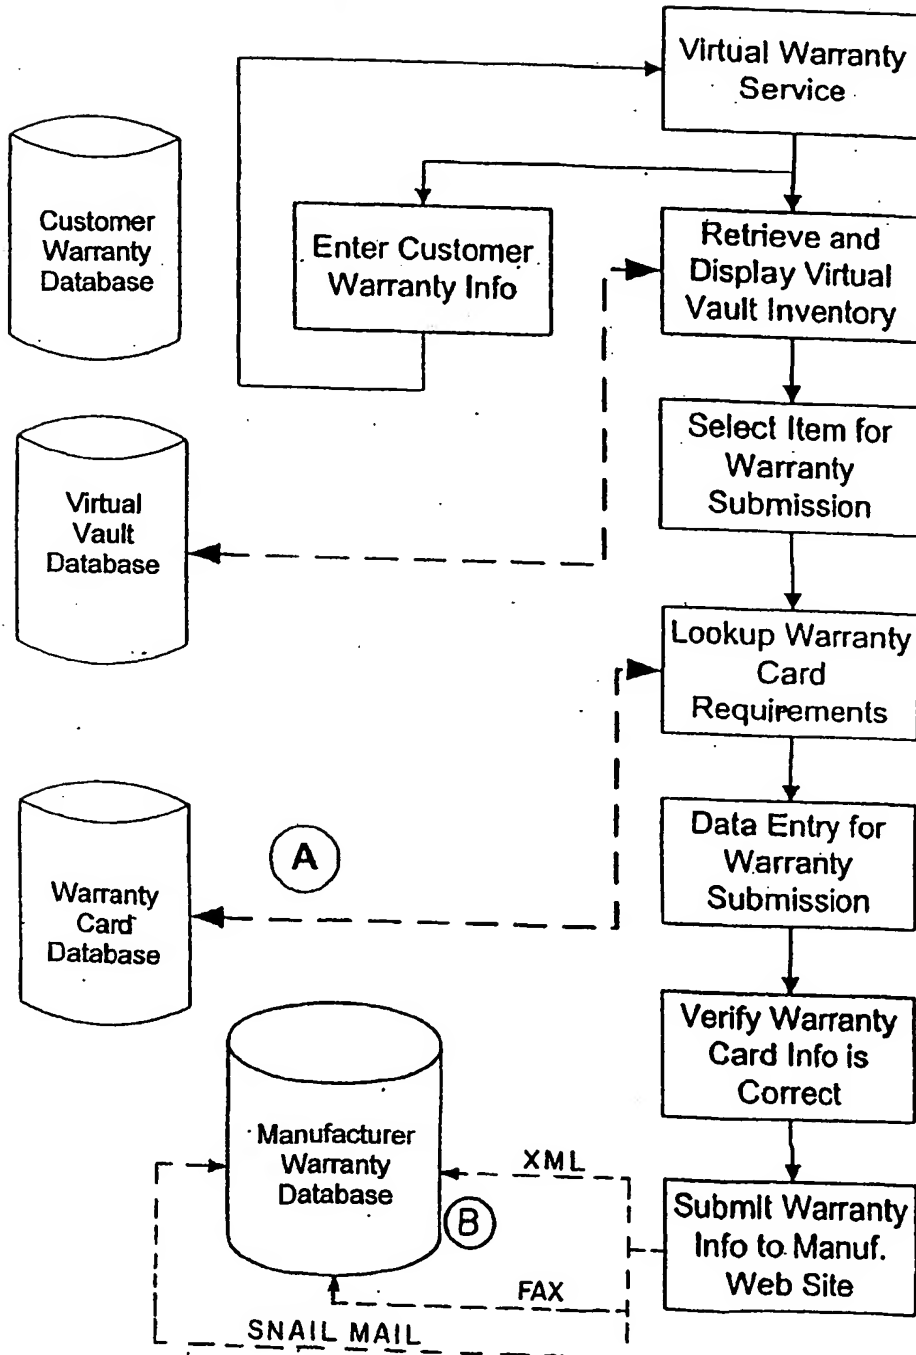 Virtual Warranty
Service
Customer
Warranty
Database
Enter Customer
Warranty Info
Retrieve and
Display Virtual
Vault Inventory
Select Item for
Warranty
Submission
Virtual
Vault
Database
Lookup Warranty
Card
Requirements
A
Data Entry for
Warranty
Submission
Warranty
Card
Database
Verify Warranty
Card Info is
Correct
Manufacturer
Warranty
Database
XML
B
Submit Warranty
Info to Manuf.
Web Site
FAX
SNAIL MAIL